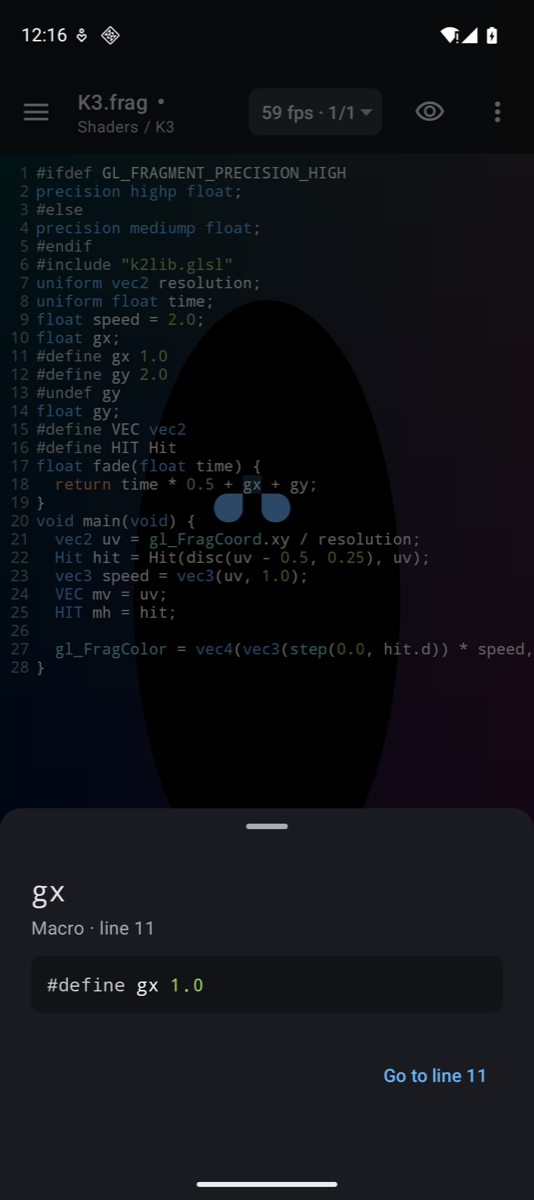 12:16
K3.frag •
Shaders / K3
59 fps · 1/1
1 #ifdef GL_FRAGMENT_PRECISION_HIGH
2 precision highp float;
3 #else
4 precision mediump float;
5 #endif
6 #include "k2lib.glsl"
7 uniform vec2 resolution;
8 uniform float time;
9 float speed = 2.0;
10 float gx;
11 #define gx 1.0
12 #define gy 2.0
13 #undef gy
14 float gy;
15 #define VEC vec2
16 #define HIT Hit
17 float fade(float time) {
18   return time * 0.5 + gx + gy;
19 }
20 void main(void) {
21   vec2 uv = gl_FragCoord.xy / resolution;
22   Hit hit = Hit(disc(uv - 0.5, 0.25), uv);
23   vec3 speed = vec3(uv, 1.0);
24   VEC mv = uv;
25   HIT mh = hit;
26
27   gl_FragColor = vec4(vec3(step(0.0, hit.d)) * speed,
28 }
gx
Macro · line 11
#define gx 1.0
Go to line 11